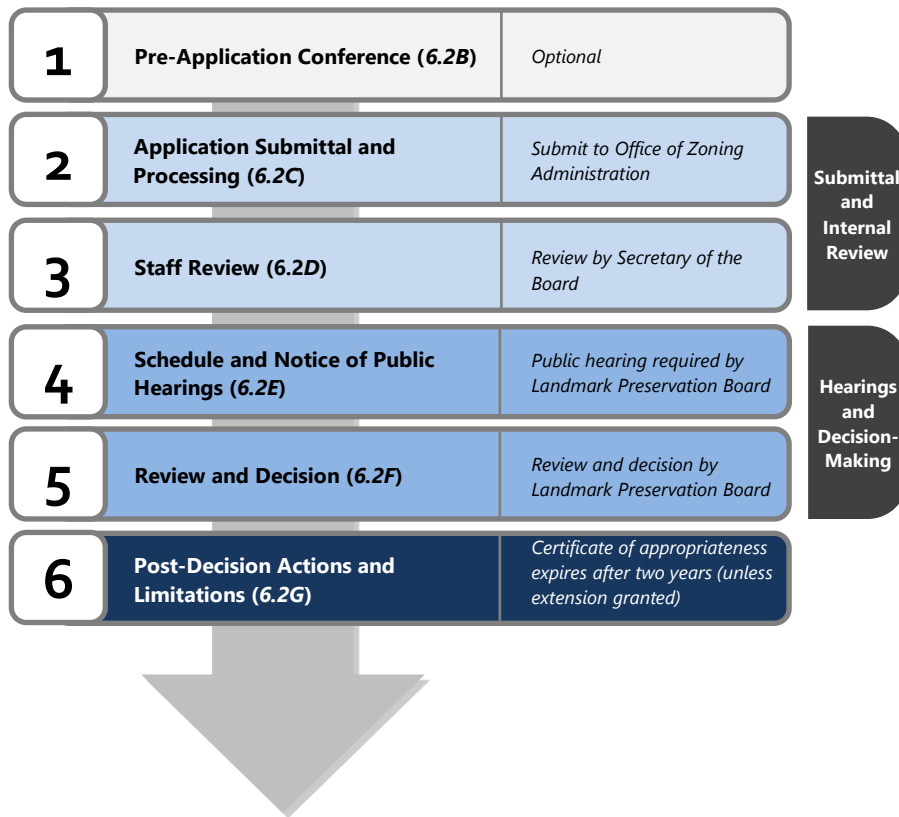 1
Pre-Application Conference (6.2B)
Optional
2
Application Submittal and
Processing (6.2C)
Submit to Office of Zoning
Administration
3
Staff Review (6.2D)
Review by Secretary of the
Board
Submittal
and
Internal
Review
4
Schedule and Notice of Public
Hearings (6.2E)
Public hearing required by
Landmark Preservation Board
5
Review and Decision (6.2F)
Review and decision by
Landmark Preservation Board
Hearings
and
Decision-
Making
6
Post-Decision Actions and
Limitations (6.2G)
Certificate of appropriateness
expires after two years (unless
extension granted)